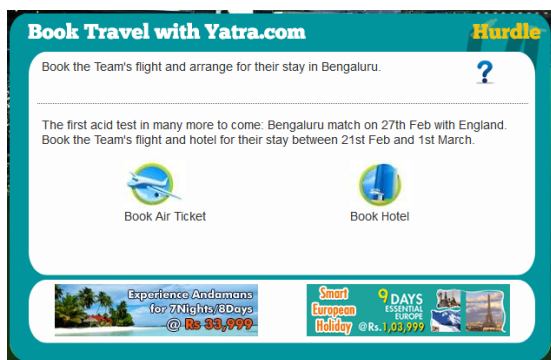 Book Travel with Yatra.com
Hurdle
Book the Team's flight and arrange for their stay in Bengaluru.
?
The first acid test in many more to come: Bengaluru match on 27th Feb with England.
Book the Team's flight and hotel for their stay between 21st Feb and 1st March.
Book Air Ticket
Book Hotel
Experience Andamans
for 7Nights/8Days
@ Rs 33,999
Smart
European
Holiday
9 DAYS
ESSENTIAL
EUROPE
@Rs.1,03,999